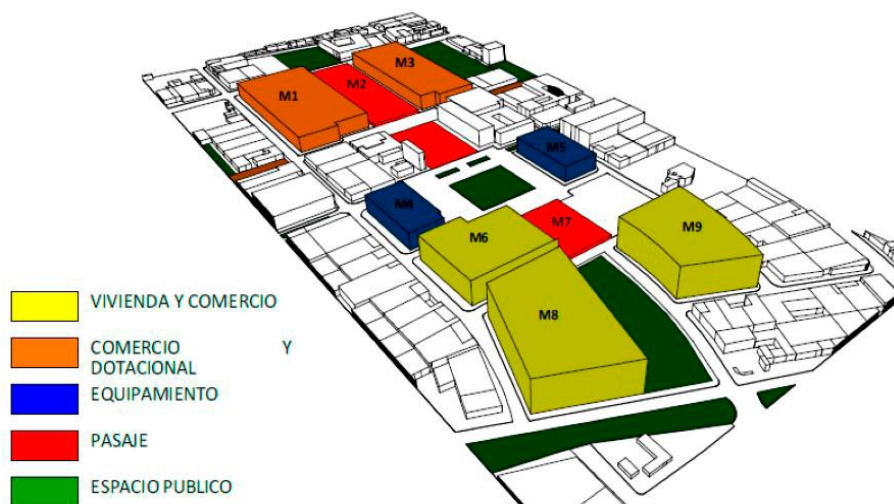 M3
M2
M1
M5
M4
M7
M6
M9
M8
VIVIENDA Y COMERCIO
COMERCIO Y
DOTACIONAL
EQUIPAMIENTO
PASAJE
ESPACIO PUBLICO